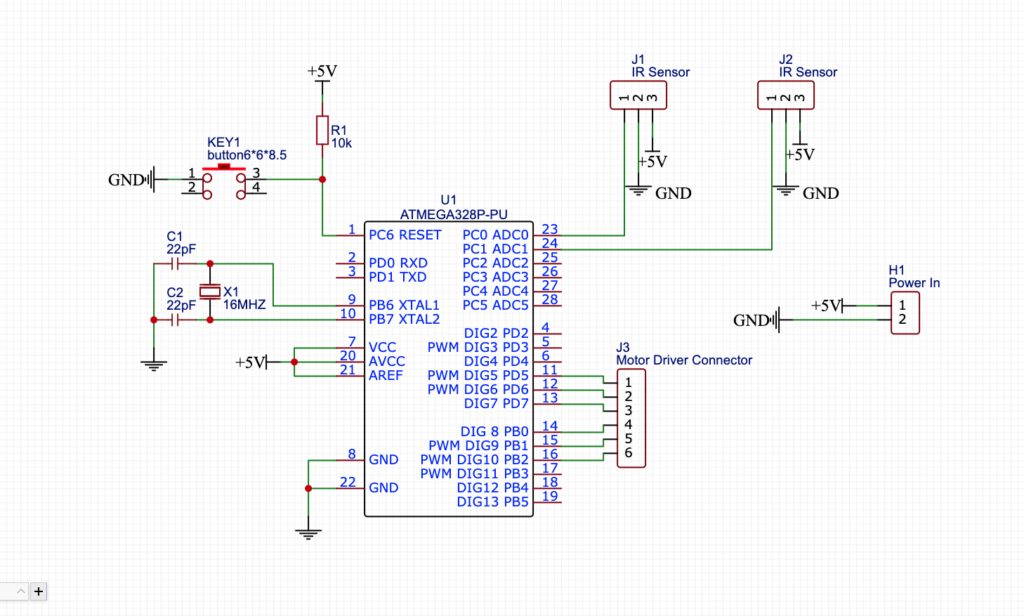 J1
IR Sensor
1 2 3
+5V
GND
J2
IR Sensor
1 2 3
+5V
GND
+5V
R1
10k
KEY1
button6*6*8.5
GND
1
2
3
4
U1
ATMEGA328P-PU
1 PC6 RESET
2 PD0 RXD
3 PD1 TXD
9 PB6 XTAL1
10 PB7 XTAL2
7 VCC
20 AVCC
21 AREF
8 GND
22 GND
PC0 ADC0 23
PC1 ADC1 24
PC2 ADC2 25
PC3 ADC3 26
PC4 ADC4 27
PC5 ADC5 28
DIG2 PD2 4
PWM DIG3 PD3 5
DIG4 PD4 6
PWM DIG5 PD5 11
PWM DIG6 PD6 12
DIG7 PD7 13
DIG 8 PB0 14
PWM DIG9 PB1 15
PWM DIG10 PB2 16
PWM DIG11 PB3 17
DIG12 PB4 18
DIG13 PB5 19
C1
22pF
C2
22pF
X1
16MHZ
+5V
J3
Motor Driver Connector
1
2
3
4
5
6
H1
Power In
+5V
GND
1
2